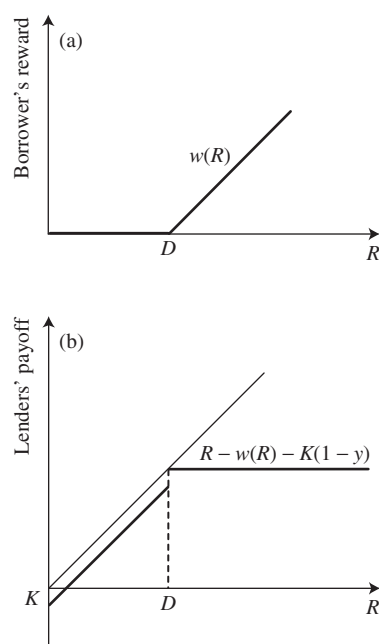 (a)
Borrower's reward
w(R)
D
R
(b)
Lenders' payoff
R – w(R) – K(1 – y)
K
D
R